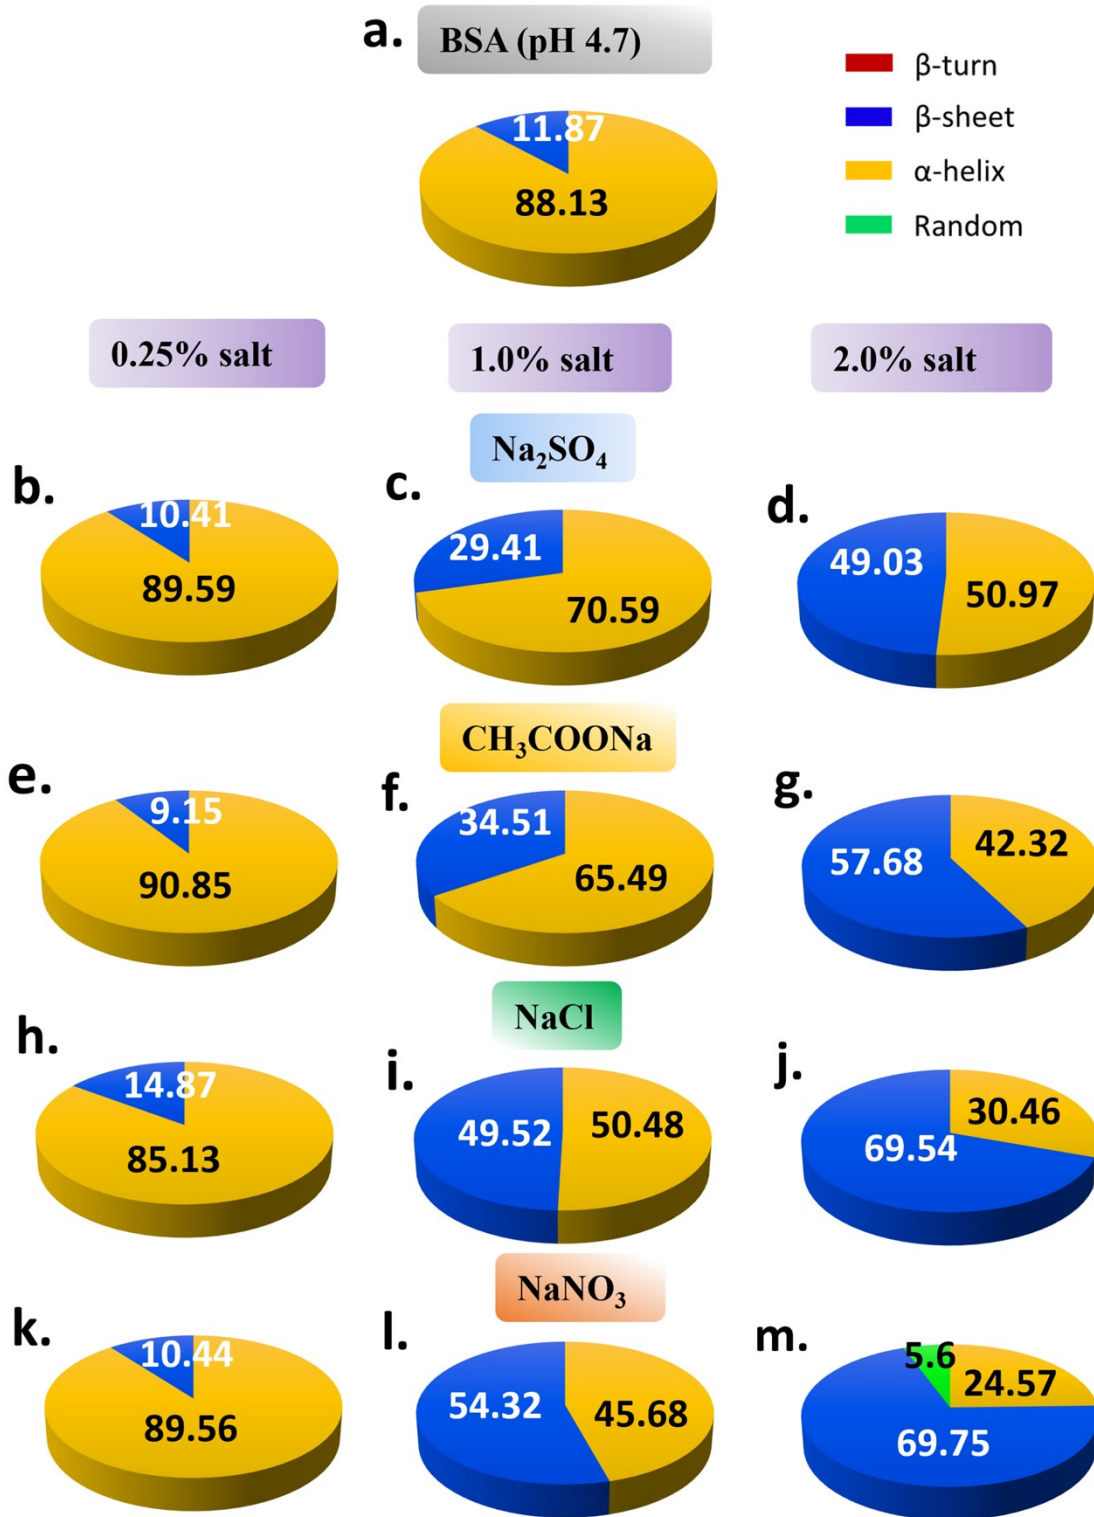 a.
BSA (pH 4.7)
β-turn
β-sheet
α-helix
Random
11.87
88.13
0.25% salt
1.0% salt
2.0% salt
Na₂SO₄
b.
10.41
89.59
c.
29.41
70.59
d.
49.03
50.97
CH₃COONa
e.
9.15
90.85
f.
34.51
65.49
g.
57.68
42.32
NaCl
h.
14.87
85.13
i.
49.52
50.48
j.
69.54
30.46
NaNO₃
k.
10.44
89.56
l.
54.32
45.68
m.
5.6
24.57
69.75